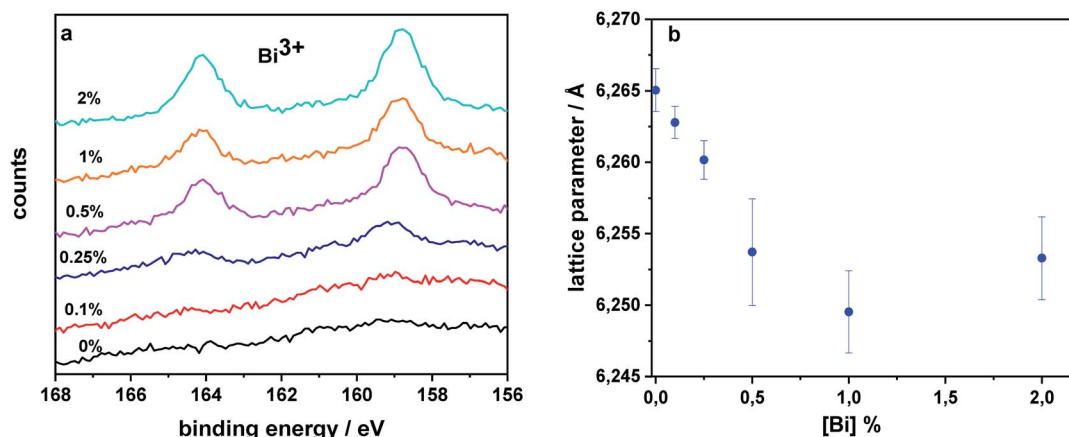 a
Bi3+
2%
1%
0.5%
0.25%
0.1%
0%
counts
168 166 164 162 160 158 156
binding energy / eV
b
6,270
6,265
6,260
6,255
6,250
6,245
lattice parameter / Å
0,0 0,5 1,0 1,5 2,0
[Bi] %